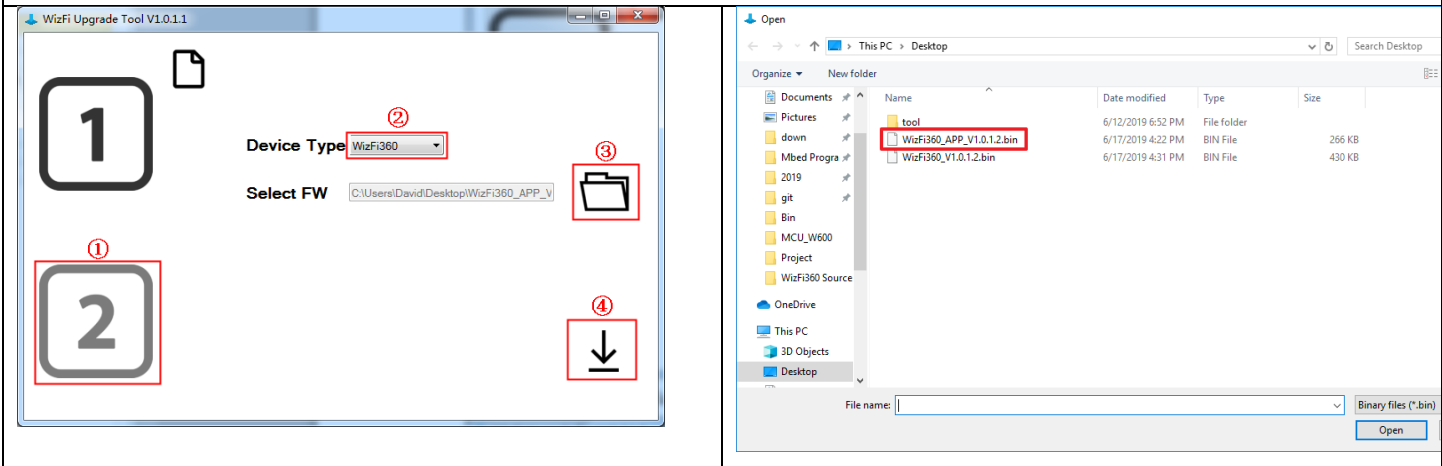 WizFi Upgrade Tool V1.0.1.1
1
②
Device Type WizFi360
③
Select FW C:\Users\David\Desktop\WizFi360_APP_V
①
2
④
Open
This PC > Desktop
Search Desktop
Organize New folder
Name Date modified Type Size
Documents
Pictures
down
Mbed Progra
2019
git
Bin
MCU_W600
Project
WizFi360 Source
OneDrive
This PC
3D Objects
Desktop
tool 6/12/2019 6:52 PM File folder
WizFi360_APP_V1.0.1.2.bin 6/17/2019 4:22 PM BIN File 266 KB
WizFi360_V1.0.1.2.bin 6/17/2019 4:31 PM BIN File 430 KB
File name: Binary files (*.bin)
Open